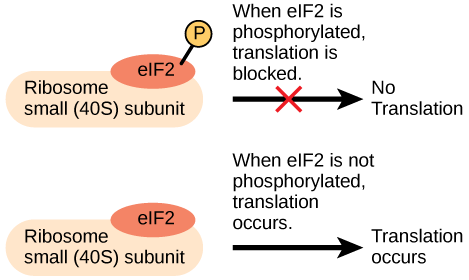 P
eIF2
Ribosome
small (40S) subunit
When eIF2 is
phosphorylated,
translation is
blocked.
No
Translation
eIF2
Ribosome
small (40S) subunit
When eIF2 is not
phosphorylated,
translation
occurs.
Translation
occurs